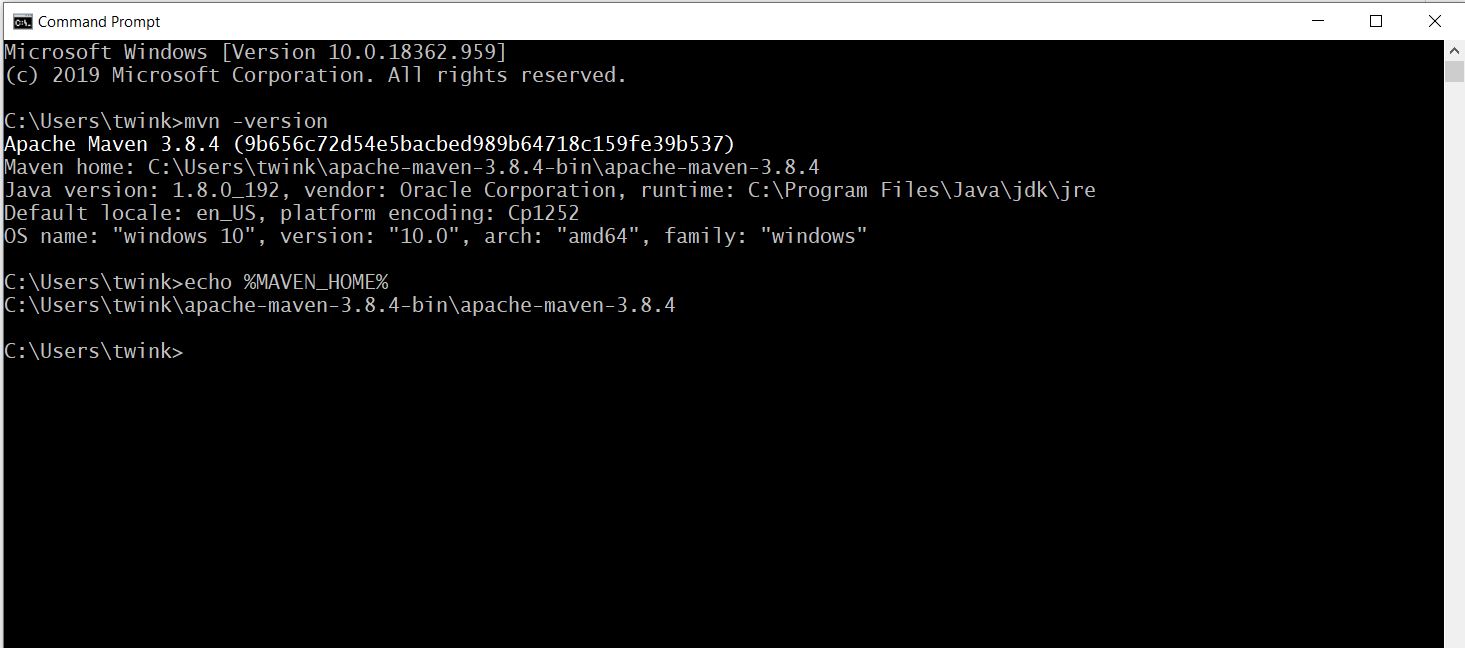 Command Prompt
Microsoft Windows [Version 10.0.18362.959]
(c) 2019 Microsoft Corporation. All rights reserved.
C:\Users\twink>mvn -version
Apache Maven 3.8.4 (9b656c72d54e5bacbed989b64718c159fe39b537)
Maven home: C:\Users\twink\apache-maven-3.8.4-bin\apache-maven-3.8.4
Java version: 1.8.0_192, vendor: Oracle Corporation, runtime: C:\Program Files\Java\jdk\jre
Default locale: en_US, platform encoding: Cp1252
OS name: "windows 10", version: "10.0", arch: "amd64", family: "windows"
C:\Users\twink>echo %MAVEN_HOME%
C:\Users\twink\apache-maven-3.8.4-bin\apache-maven-3.8.4
C:\Users\twink>